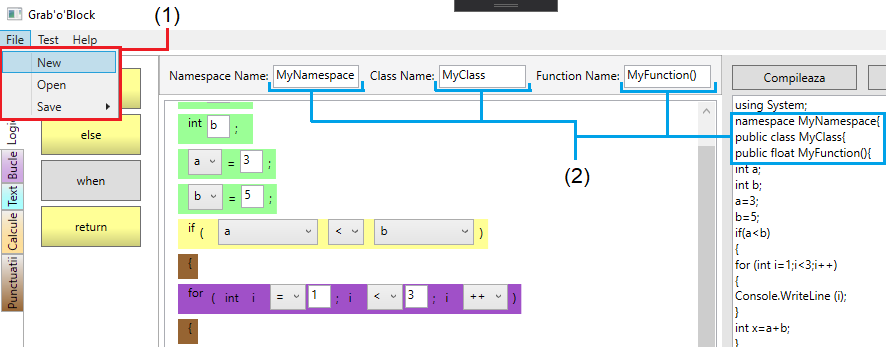 Grab'o'Block
(1)
File Test Help
New
Open
Save
Namespace Name: MyNamespace Class Name: MyClass Function Name: MyFunction()
Compileaza
else
when
return
Logic
Bucle
Text
Calcule
Punctuatii
int b ;
a = 3 ;
b = 5 ;
if ( a < b )
{
for ( int i = 1 ; i < 3 ; i ++ )
{
(2)
using System;
namespace MyNamespace{
public class MyClass{
public float MyFunction(){
int a;
int b;
a=3;
b=5;
if(a<b)
{
for (int i=1;i<3;i++)
{
Console.WriteLine (i);
}
int x=a+b;
}